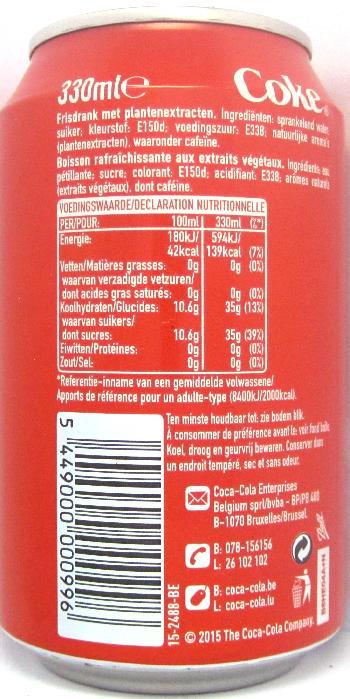 330ml e
Coke
Frisdrank met plantenextracten. Ingrediënten: sprankelend water;
suiker; kleurstof: E150d; voedingszuur: E338; natuurlijke aroma's
(plantenextracten), waaronder cafeïne.
Boisson rafraîchissante aux extraits végétaux. Ingrédients: eau
pétillante; sucre; colorant: E150d; acidifiant: E338; arômes naturels
(extraits végétaux), dont caféine.
VOEDINGSWAARDE/DECLARATION NUTRITIONNELLE
PER/POUR: 100ml 330ml (%*)
Energie: 180kJ/ 594kJ/
42kcal 139kcal (7%)
Vetten/Matières grasses: 0g 0g (0%)
waarvan verzadigde vetzuren/
dont acides gras saturés: 0g 0g (0%)
Koolhydraten/Glucides: 10.6g 35g (13%)
waarvan suikers/
dont sucres: 10.6g 35g (39%)
Eiwitten/Protéines: 0g 0g (0%)
Zout/Sel: 0g 0g (0%)
*Referentie-inname van een gemiddelde volwassene/
Apports de référence pour un adulte-type (8400kJ/2000kcal).
Ten minste houdbaar tot: zie bodem blik.
À consommer de préférence avant le: voir fond boîte.
Koel, droog en geurvrij bewaren. Conserver dans
un endroit tempéré, sec et sans odeur.
Coca-Cola Enterprises
Belgium sprl/bvba - BP/PB 480
B-1070 Bruxelles/Brussel
B: 078-156156
L: 26 102 102
B: coca-cola.be
L: coca-cola.lu
© 2015 The Coca-Cola Company.
5 449000 000996
15-2488-BE